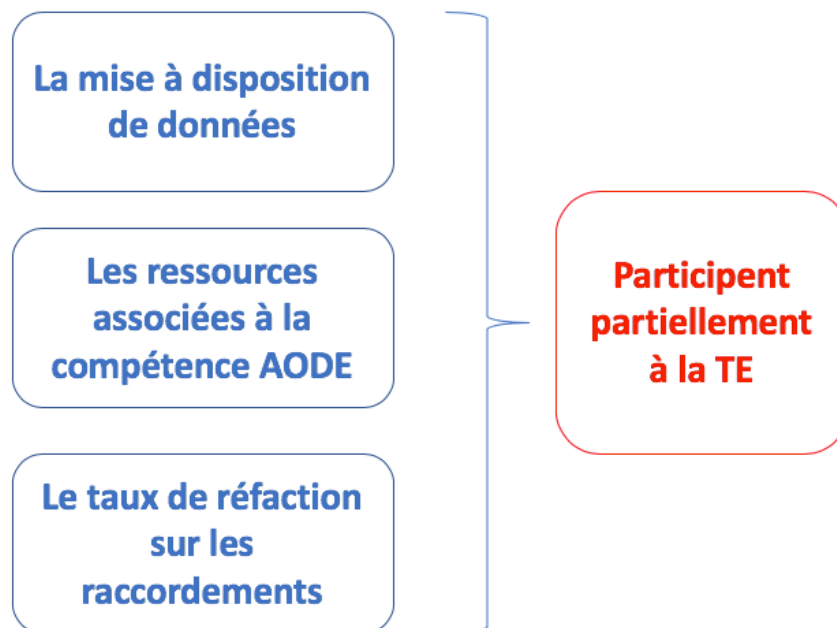 La mise à disposition
de données
Les ressources
associées à la
compétence AODE
Le taux de réfaction
sur les
raccordements
Participent
partiellement
à la TE